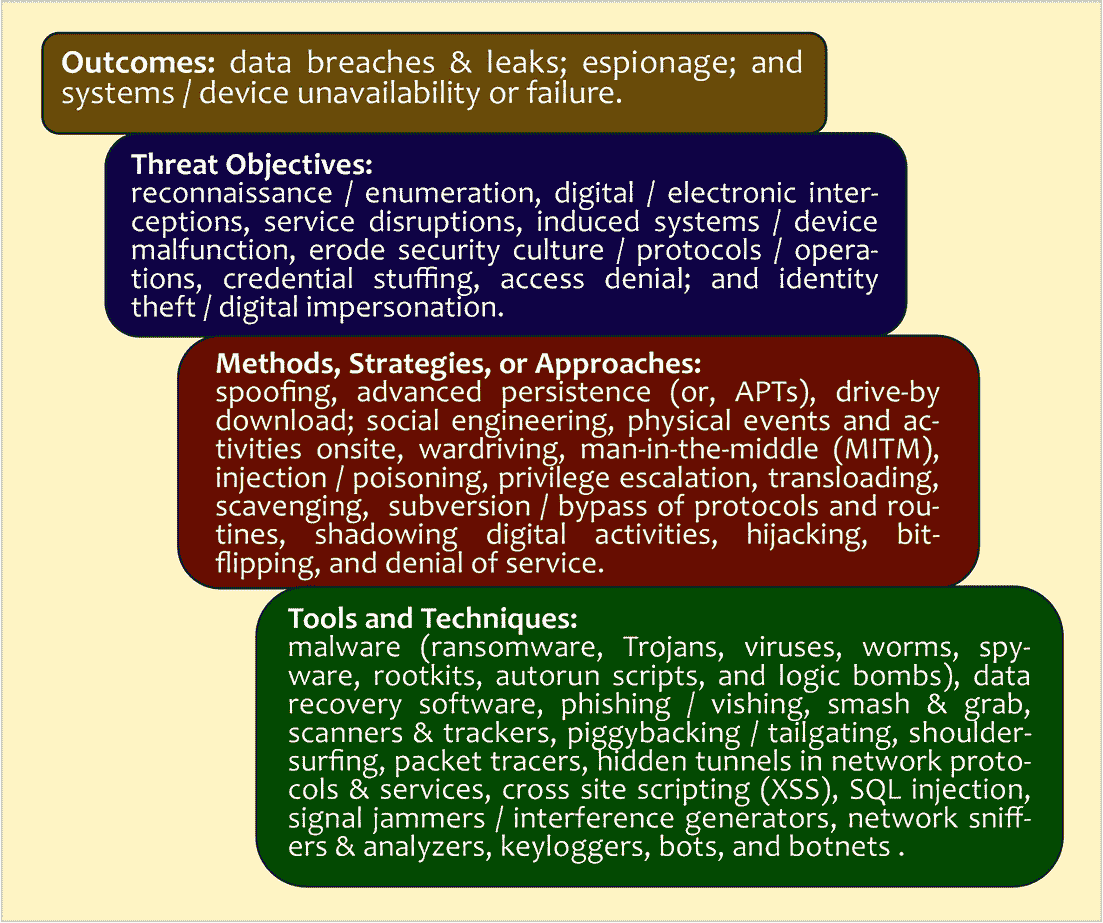 Outcomes: data breaches & leaks; espionage; and
systems / device unavailability or failure.
Threat Objectives:
reconnaissance / enumeration, digital / electronic inter-
ceptions, service disruptions, induced systems / device
malfunction, erode security culture / protocols / opera-
tions, credential stuffing, access denial; and identity
theft / digital impersonation.
Methods, Strategies, or Approaches:
spoofing, advanced persistence (or, APTs), drive-by
download; social engineering, physical events and ac-
tivities onsite, wardriving, man-in-the-middle (MITM),
injection / poisoning, privilege escalation, transloading,
scavenging, subversion / bypass of protocols and rou-
tines, shadowing digital activities, hijacking, bit-
flipping, and denial of service.
Tools and Techniques:
malware (ransomware, Trojans, viruses, worms, spy-
ware, rootkits, autorun scripts, and logic bombs), data
recovery software, phishing / vishing, smash & grab,
scanners & trackers, piggybacking / tailgating, shoulder-
surfing, packet tracers, hidden tunnels in network proto-
cols & services, cross site scripting (XSS), SQL injection,
signal jammers / interference generators, network sniff-
ers & analyzers, keyloggers, bots, and botnets .